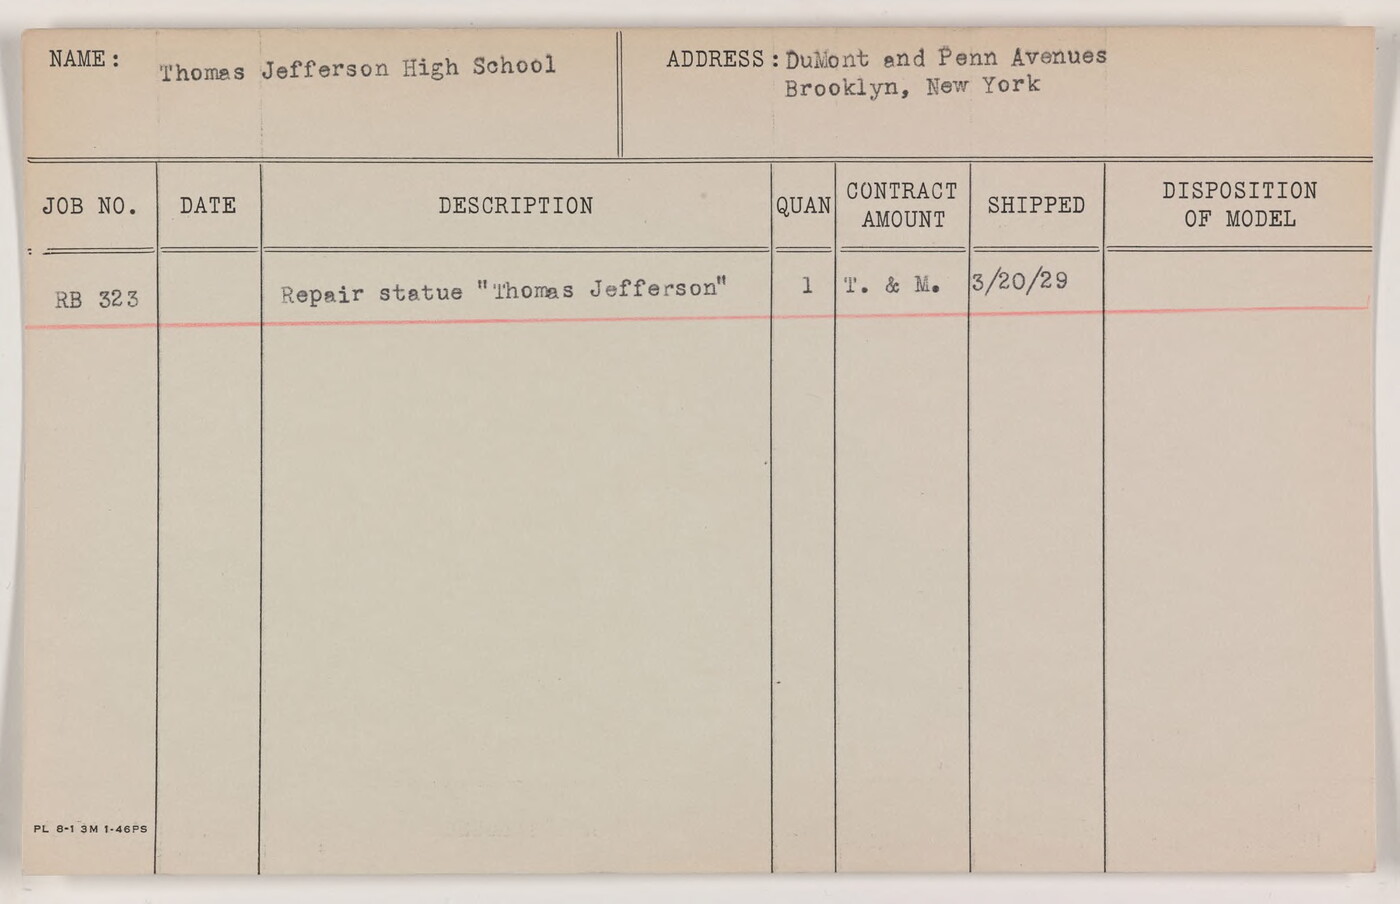 NAME: Thomas Jefferson High School
ADDRESS: DuMont and Penn Avenues
Brooklyn, New York
JOB NO. DATE DESCRIPTION QUAN CONTRACT AMOUNT SHIPPED DISPOSITION OF MODEL
RB 323 Repair statue "Thomas Jefferson" 1 T. & M. 3/20/29
PL 8-1 3M 1-46PS